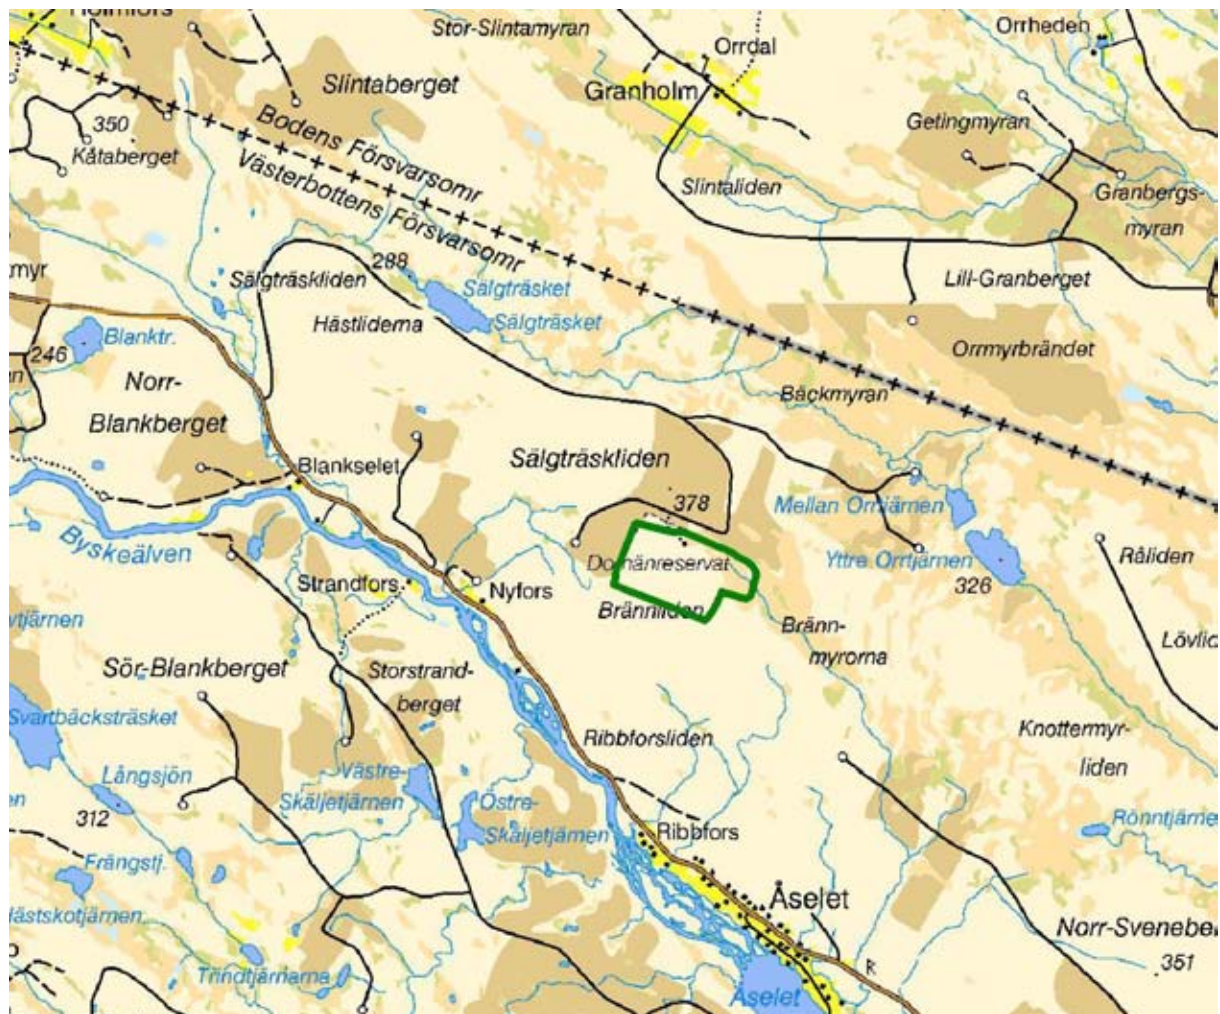 Holmfors
Stor-Slintamyran
Orrdal
Orrheden
Slintaberget
Granholm
350
Kåtaberget
Bodens Försvarsomr
Västerbottens Försvarsomr
Getingmyran
Slintaliden
Granbergs-
myran
288
Sälgträskliden
Sälgträsket
Lill-Granberget
Hästliderna
Sälgträsket
Blanktr.
246
Orrmyrbrändet
Norr-
Blankberget
Bäckmyran
Blankselet
Sälgträskliden
378
Mellan Orrtjärnen
Byskeälven
Domänreservat
Yttre Orrtjärnen
Råliden
326
Strandfors
Nyfors
Brännliden
Bränn-
myrorna
Sör-Blankberget
Storstrand-
berget
Svartbäcksträsket
Ribbforsliden
Knottermyr-
liden
Långsjön
Västre-
Skäljetjärnen
Östre-
Skäljetjärnen
312
Ribbfors
Rönntjärne
Frängstj.
Åselet
Norr-Svenebe
351
Trindtjärnarna
Åselet